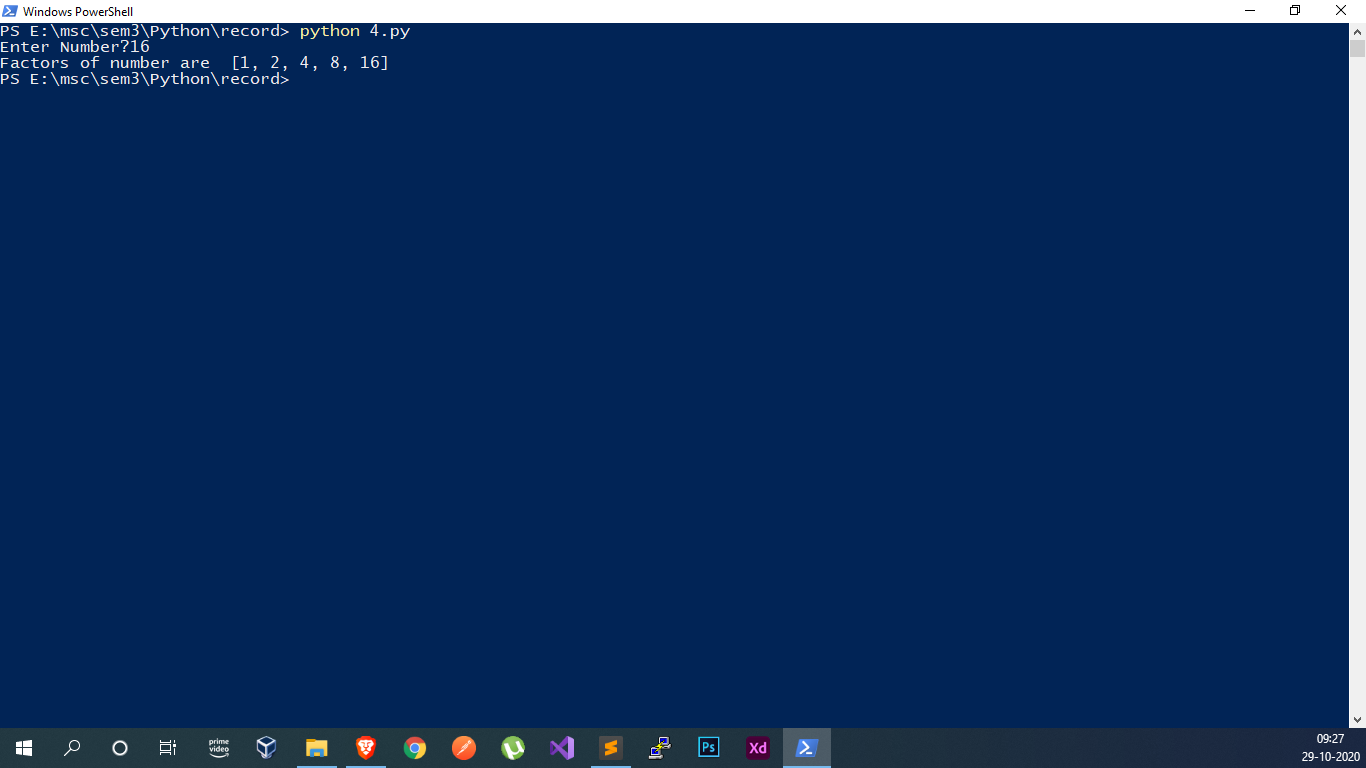 Windows PowerShell
PS E:\msc\sem3\Python\record> python 4.py
Enter Number?16
Factors of number are  [1, 2, 4, 8, 16]
PS E:\msc\sem3\Python\record>
prime video
Ps
Xd
09:27
29-10-2020